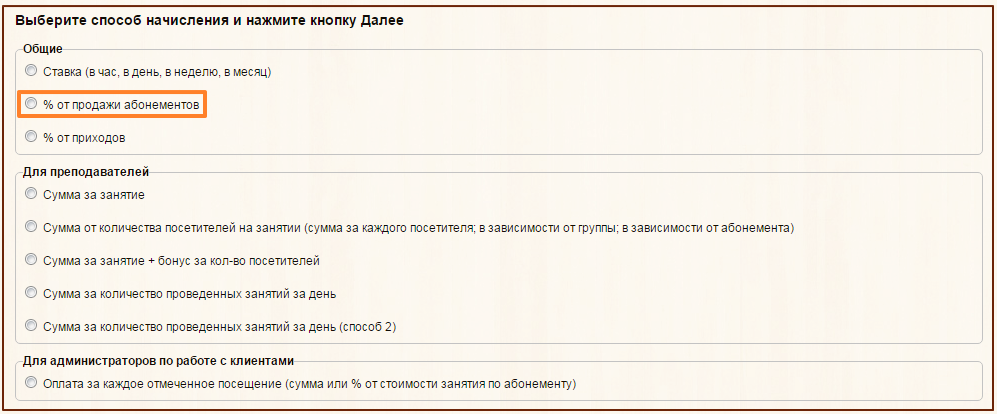 Выберите способ начисления и нажмите кнопку Далее
Общие
Ставка (в час, в день, в неделю, в месяц)
% от продажи абонементов
% от приходов
Для преподавателей
Сумма за занятие
Сумма от количества посетителей на занятии (сумма за каждого посетителя; в зависимости от группы; в зависимости от абонемента)
Сумма за занятие + бонус за кол-во посетителей
Сумма за количество проведенных занятий за день
Сумма за количество проведенных занятий за день (способ 2)
Для администраторов по работе с клиентами
Оплата за каждое отмеченное посещение (сумма или % от стоимости занятия по абонементу)